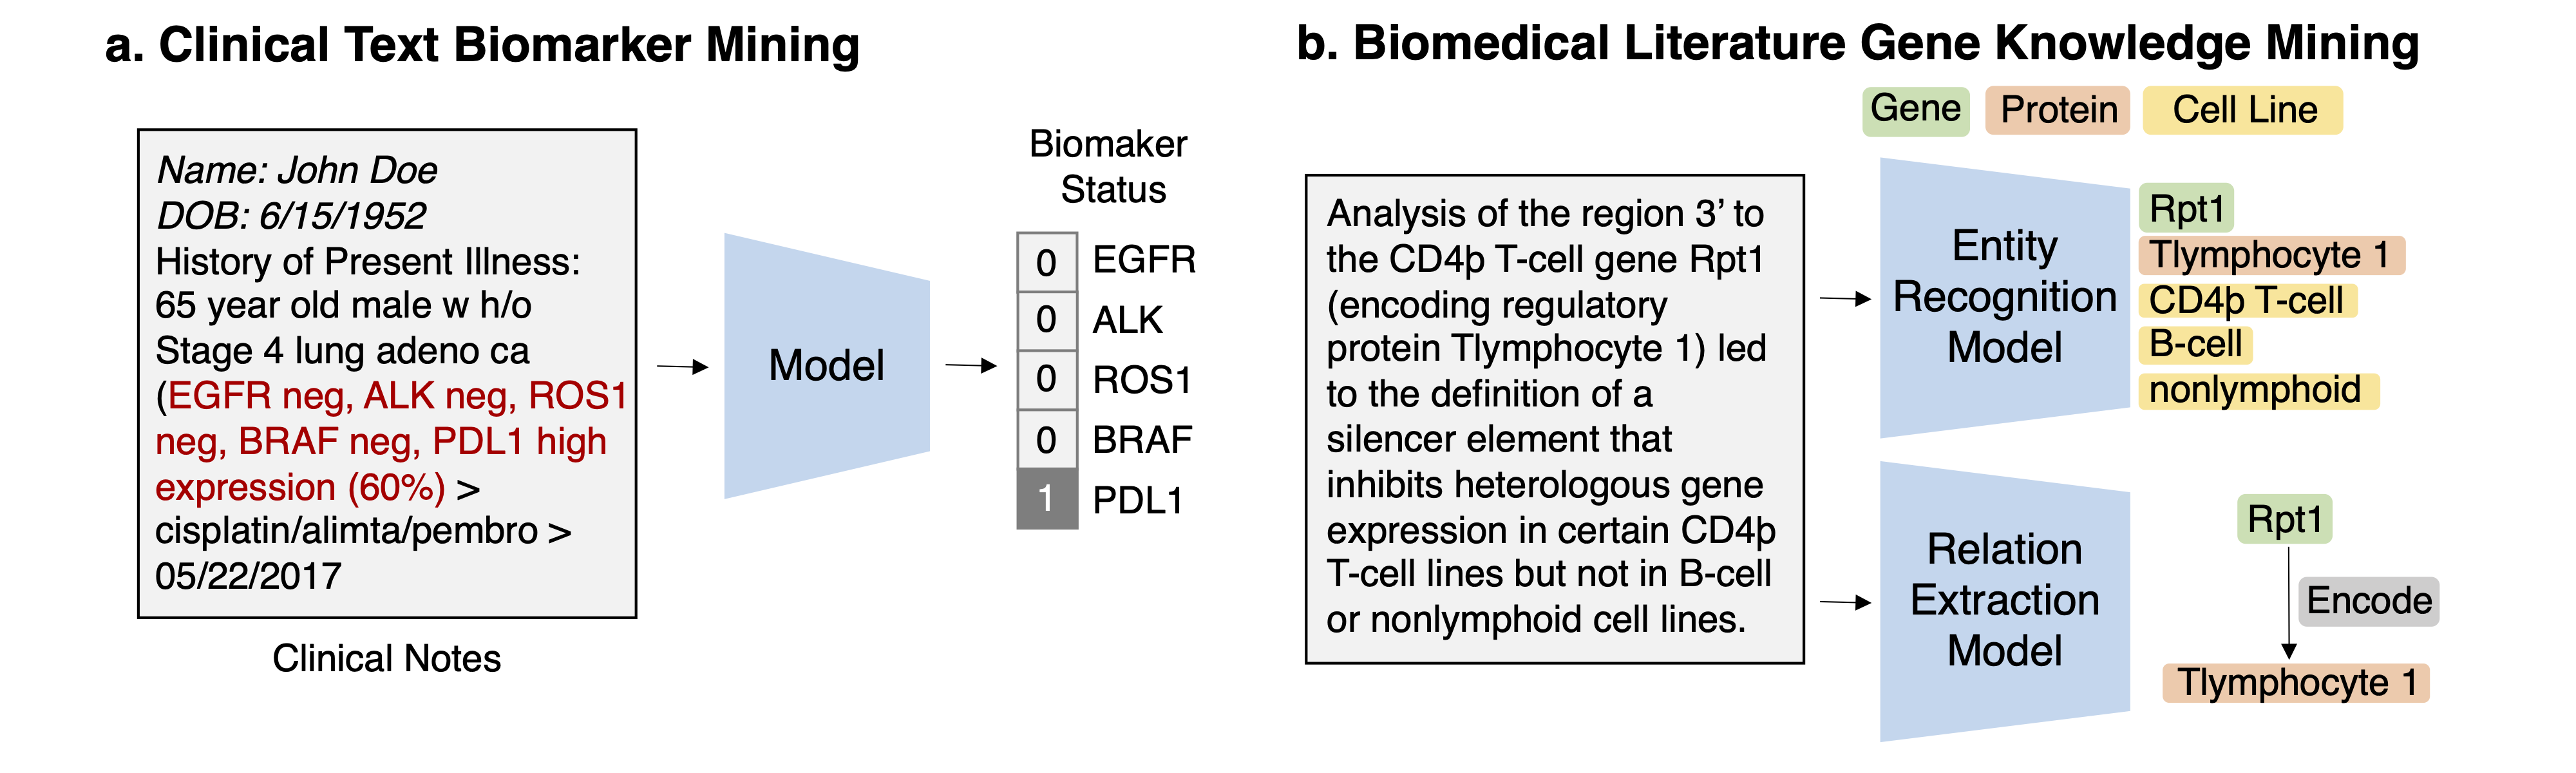 a. Clinical Text Biomarker Mining
Name: John Doe
DOB: 6/15/1952
History of Present Illness:
65 year old male w h/o
Stage 4 lung adeno ca
(EGFR neg, ALK neg, ROS1
neg, BRAF neg, PDL1 high
expression (60%) >
cisplatin/alimta/pembro >
05/22/2017
Clinical Notes
Model
Biomaker
Status
0 EGFR
0 ALK
0 ROS1
0 BRAF
1 PDL1
b. Biomedical Literature Gene Knowledge Mining
Gene Protein Cell Line
Analysis of the region 3’ to
the CD4þ T-cell gene Rpt1
(encoding regulatory
protein Tlymphocyte 1) led
to the definition of a
silencer element that
inhibits heterologous gene
expression in certain CD4þ
T-cell lines but not in B-cell
or nonlymphoid cell lines.
Entity
Recognition
Model
Rpt1
Tlymphocyte 1
CD4þ T-cell
B-cell
nonlymphoid
Relation
Extraction
Model
Rpt1
Encode
Tlymphocyte 1